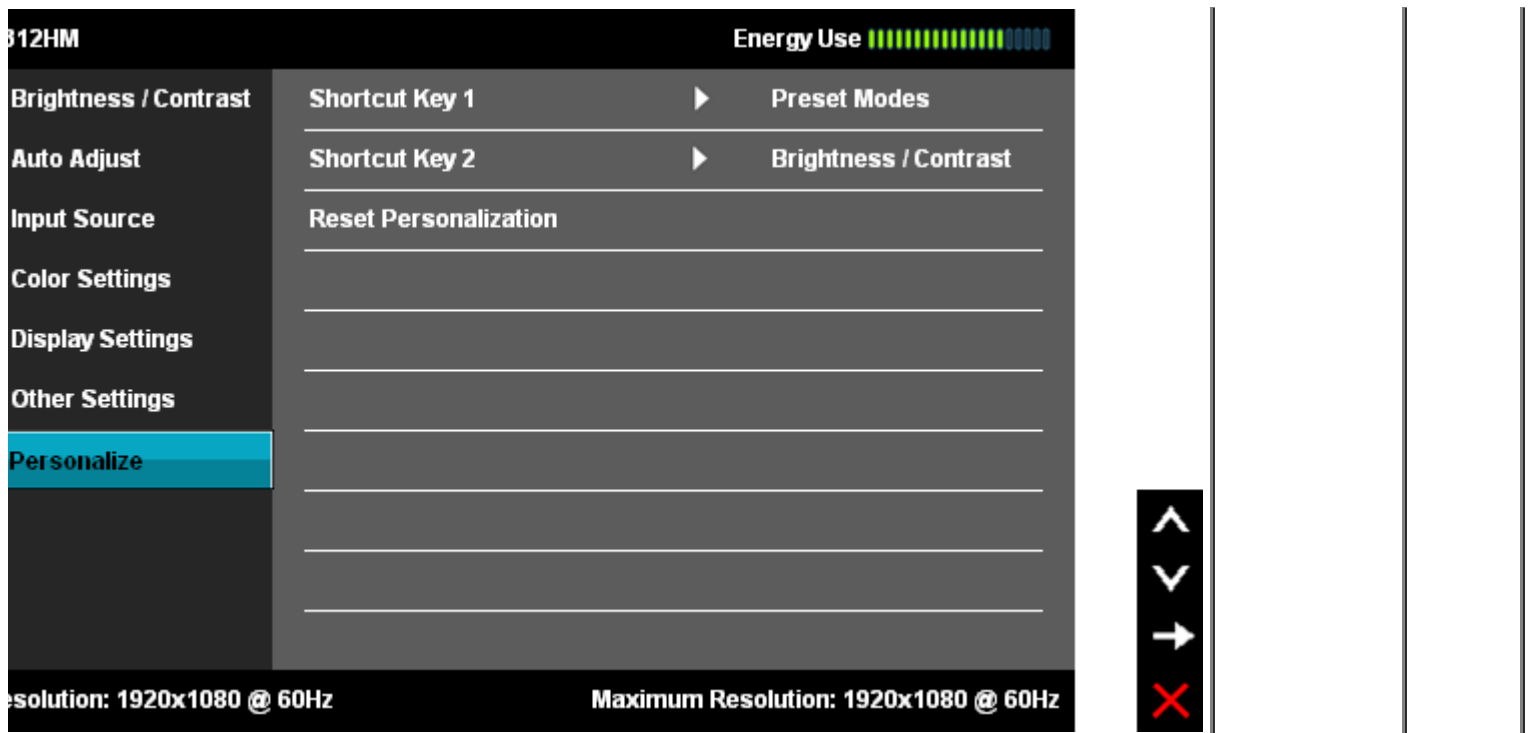 312HM Energy Use
Brightness / Contrast Shortcut Key 1 Preset Modes
Auto Adjust Shortcut Key 2 Brightness / Contrast
Input Source Reset Personalization
Color Settings
Display Settings
Other Settings
Personalize
esolution: 1920x1080 @ 60Hz Maximum Resolution: 1920x1080 @ 60Hz